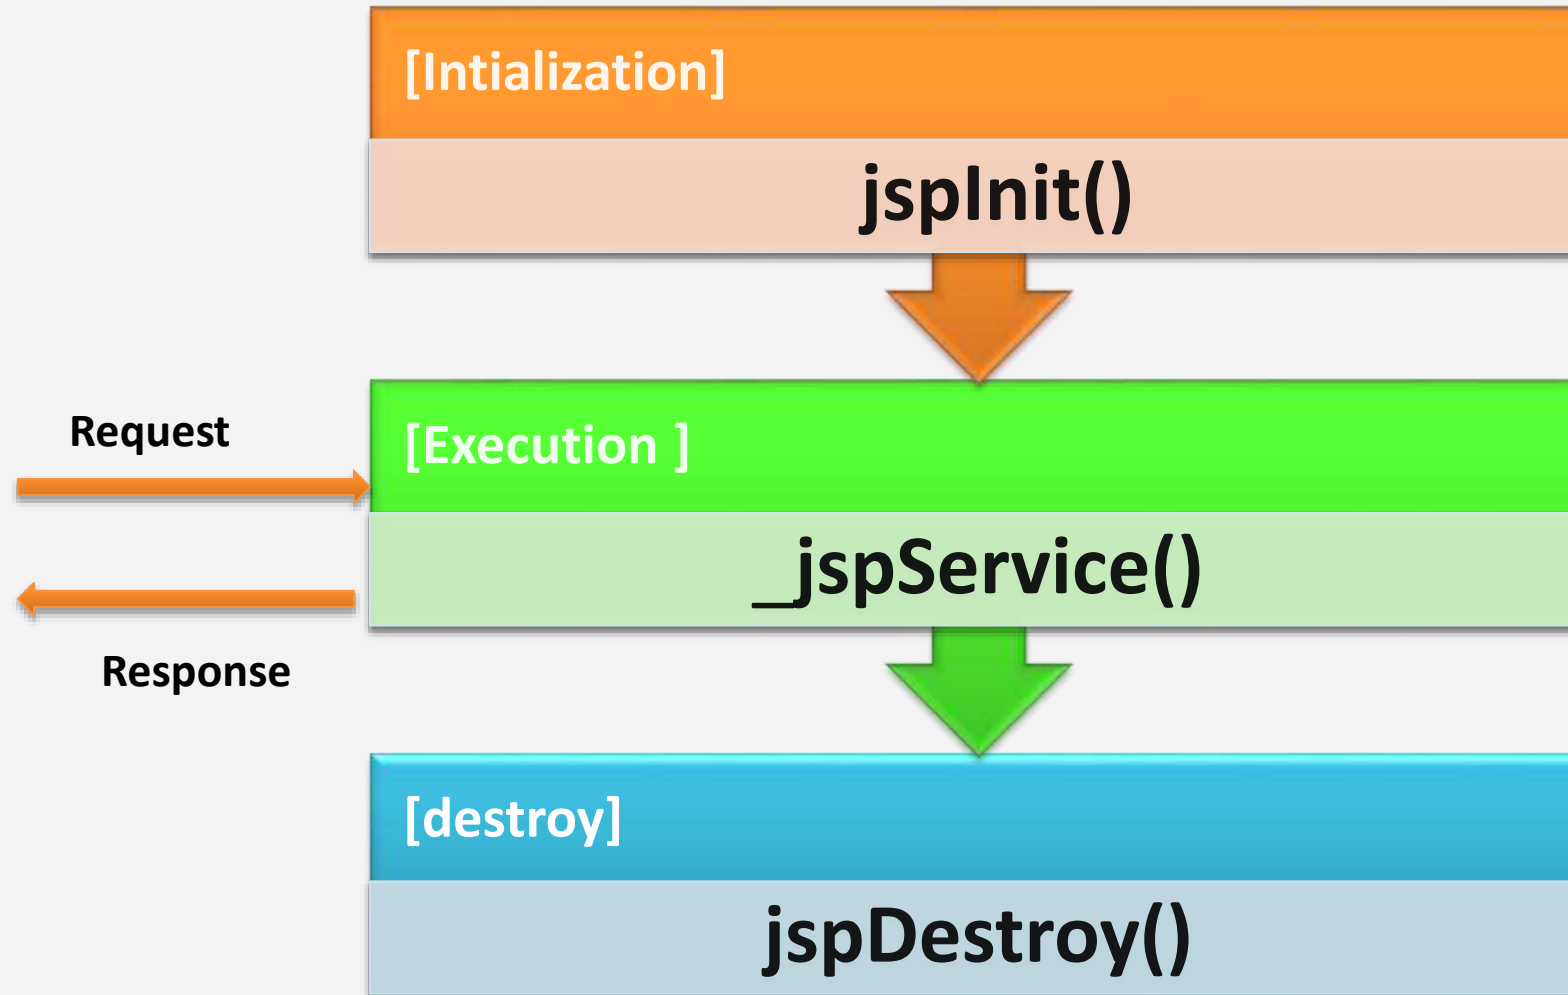 [Intialization]
jspInit()
Request
[Execution ]
_jspService()
Response
[destroy]
jspDestroy()